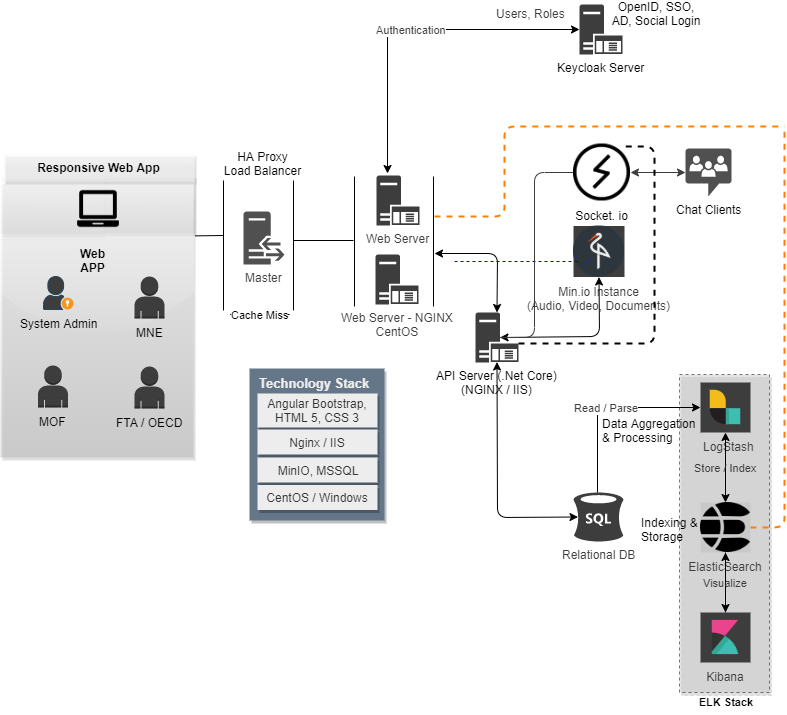 Users, Roles
OpenID, SSO,
AD, Social Login
Authentication
Keycloak Server
Responsive Web App
Web
APP
System Admin
MNE
MOF
FTA / OECD
HA Proxy
Load Balancer
Master
Cache Miss
Web Server
Web Server - NGINX
CentOS
Socket. io
Chat Clients
Min.io Instance
(Audio, Video, Documents)
API Server (.Net Core)
(NGINX / IIS)
Technology Stack
Angular Bootstrap,
HTML 5, CSS 3
Nginx / IIS
MinIO, MSSQL
CentOS / Windows
Read / Parse
Data Aggregation
& Processing
SQL
Relational DB
LogStash
Store / Index
Indexing &
Storage
ElasticSearch
Visualize
Kibana
ELK Stack